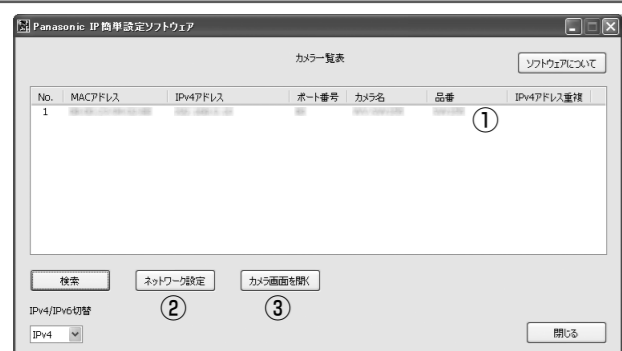 Panasonic IP簡単設定ソフトウェア
カメラ一覧表
ソフトウェアについて
No. MACアドレス IPv4アドレス ポート番号 カメラ名 品番 IPv4アドレス重複
1
①
検索 ネットワーク設定 カメラ画面を開く
② ③
IPv4/IPv6切替
IPv4 閉じる